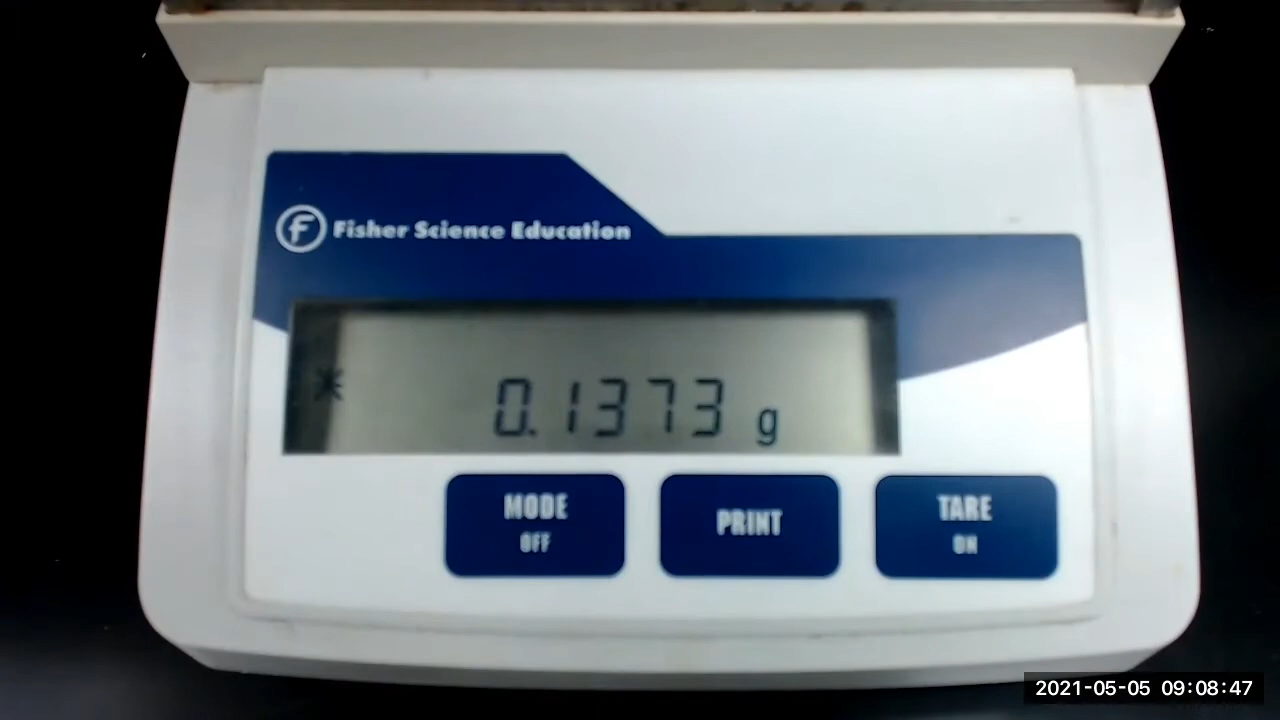 Fisher Science Education
* 0.1373 g
MODE
OFF
PRINT
TARE
ON
2021-05-05 09:08:47